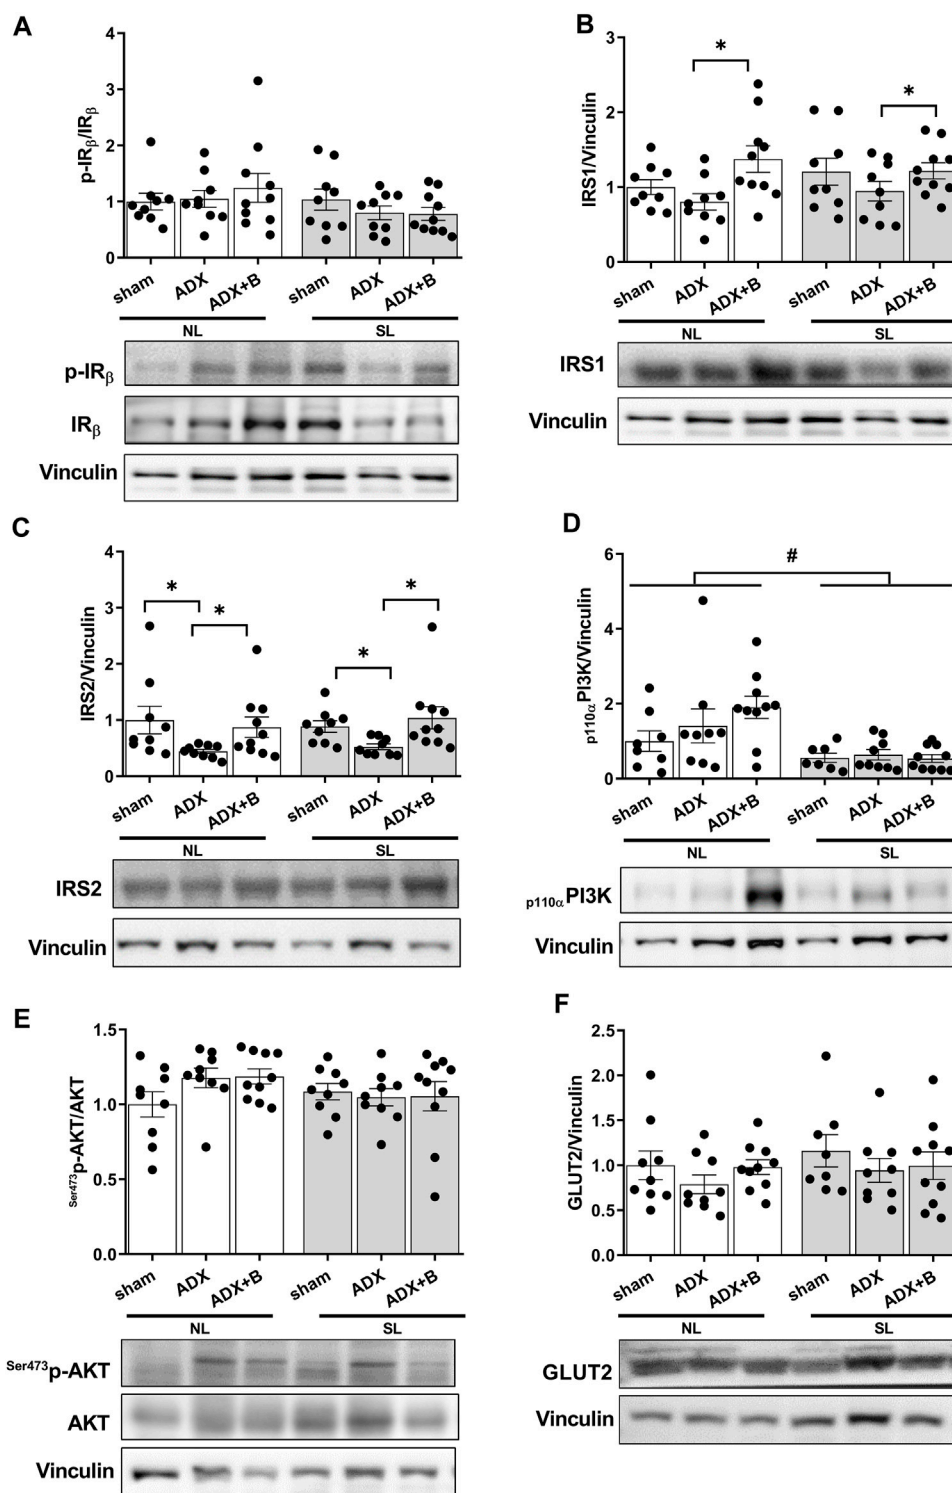 A
p-IRβ/IRβ
4
3
2
1
0
sham
ADX
ADX+B
sham
ADX
ADX+B
NL
SL
p-IRβ
IRβ
Vinculin
B
IRS1/Vinculin
3
2
1
0
*
*
sham
ADX
ADX+B
sham
ADX
ADX+B
NL
SL
IRS1
Vinculin
C
IRS2/Vinculin
4
3
2
1
0
*
*
*
*
sham
ADX
ADX+B
sham
ADX
ADX+B
NL
SL
IRS2
Vinculin
D
p110αPI3K/Vinculin
6
4
2
0
#
sham
ADX
ADX+B
sham
ADX
ADX+B
NL
SL
p110αPI3K
Vinculin
E
Ser473p-AKT/AKT
1.5
1.0
0.5
0.0
sham
ADX
ADX+B
sham
ADX
ADX+B
NL
SL
Ser473p-AKT
AKT
Vinculin
F
GLUT2/Vinculin
2.5
2.0
1.5
1.0
0.5
0.0
sham
ADX
ADX+B
sham
ADX
ADX+B
NL
SL
GLUT2
Vinculin